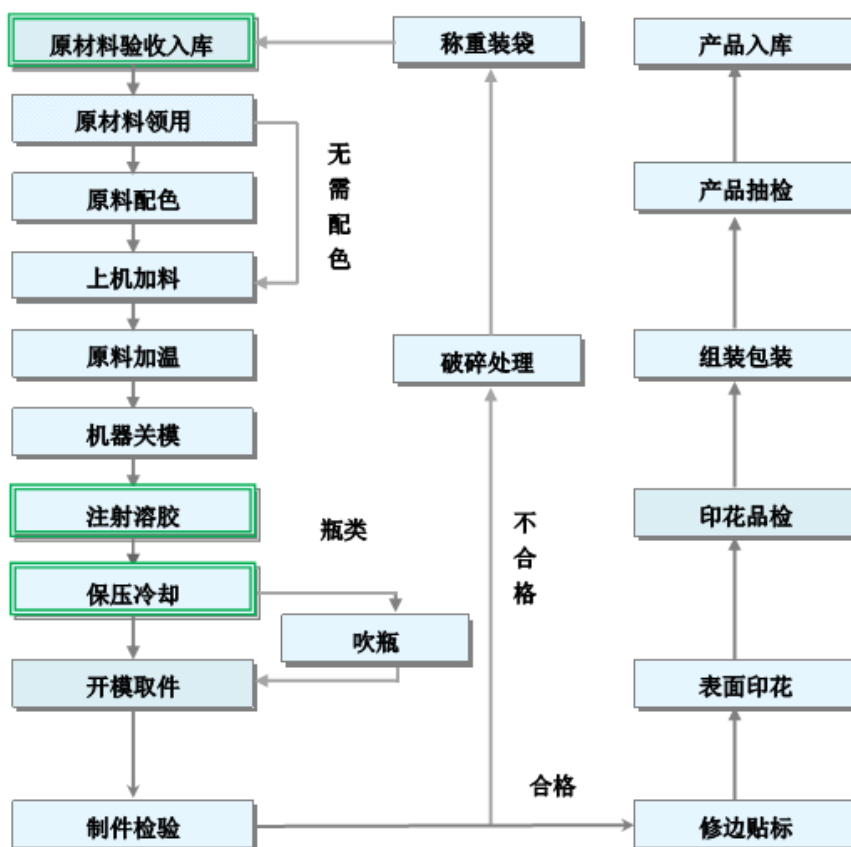 原材料验收入库
称重装袋
产品入库
原材料领用
无需配色
原料配色
产品抽检
上机加料
原料加温
破碎处理
组装包装
机器关模
注射溶胶
瓶类
不合格
印花品检
保压冷却
吹瓶
开模取件
表面印花
合格
制件检验
修边贴标